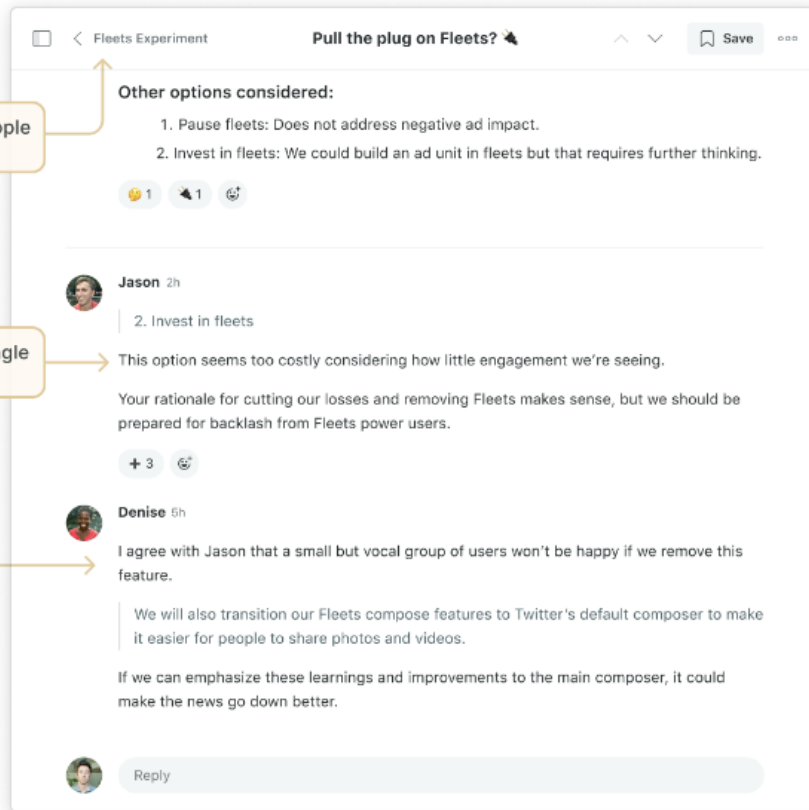 Fleets Experiment
Pull the plug on Fleets? 🔌
Save
Other options considered:
1. Pause fleets: Does not address negative ad impact.
2. Invest in fleets: We could build an ad unit in fleets but that requires further thinking.
🤔 1
🔌 1
Jason 2h
2. Invest in fleets
This option seems too costly considering how little engagement we're seeing.
Your rationale for cutting our losses and removing Fleets makes sense, but we should be
prepared for backlash from Fleets power users.
+ 3
Denise 5h
I agree with Jason that a small but vocal group of users won't be happy if we remove this
feature.
We will also transition our Fleets compose features to Twitter's default composer to make
it easier for people to share photos and videos.
If we can emphasize these learnings and improvements to the main composer, it could
make the news go down better.
Reply